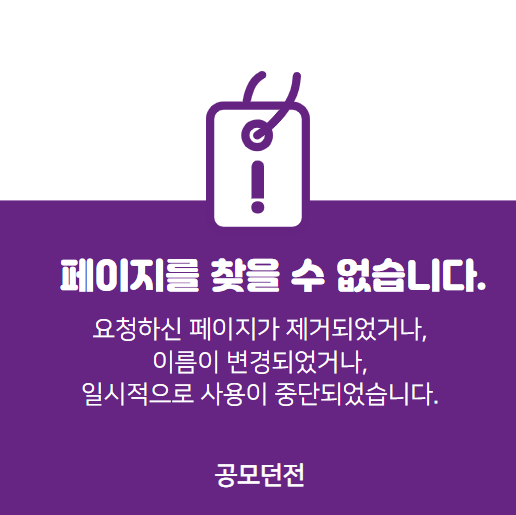 페이지를 찾을 수 없습니다.
요청하신 페이지가 제거되었거나,
이름이 변경되었거나,
일시적으로 사용이 중단되었습니다.
공모던전